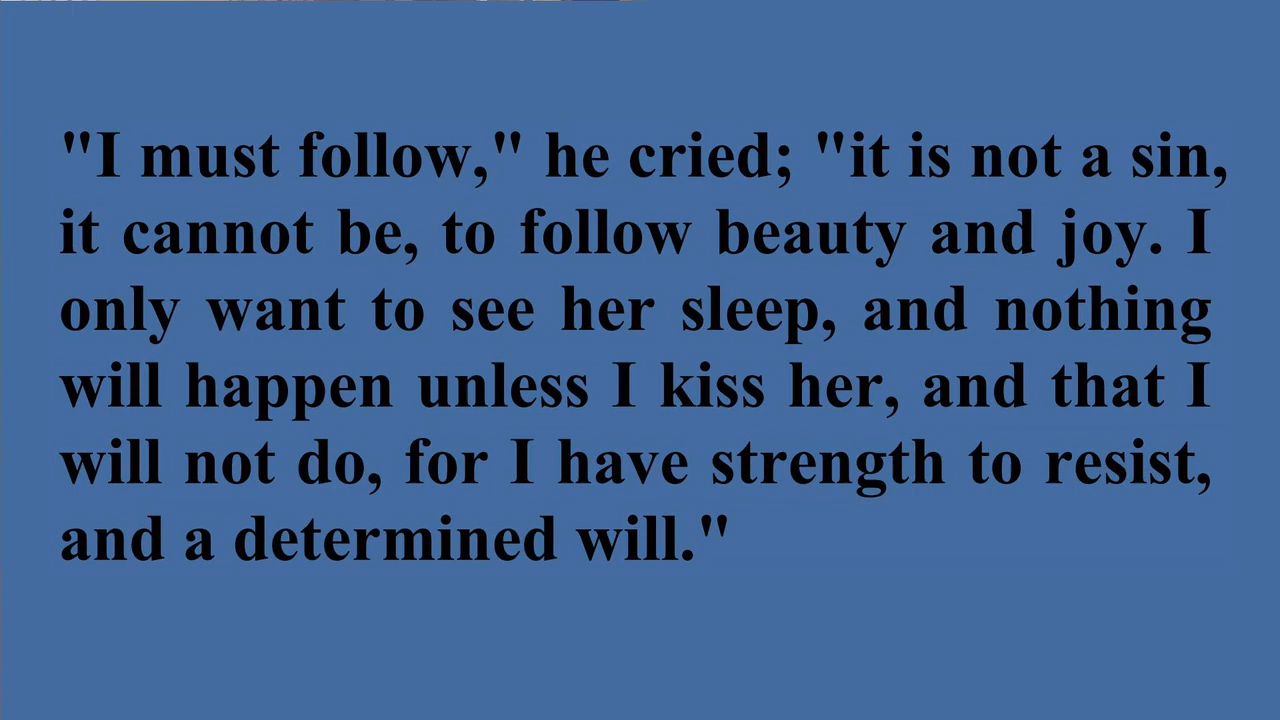 "I must follow," he cried; "it is not a sin,
it cannot be, to follow beauty and joy. I
only want to see her sleep, and nothing
will happen unless I kiss her, and that I
will not do, for I have strength to resist,
and a determined will."